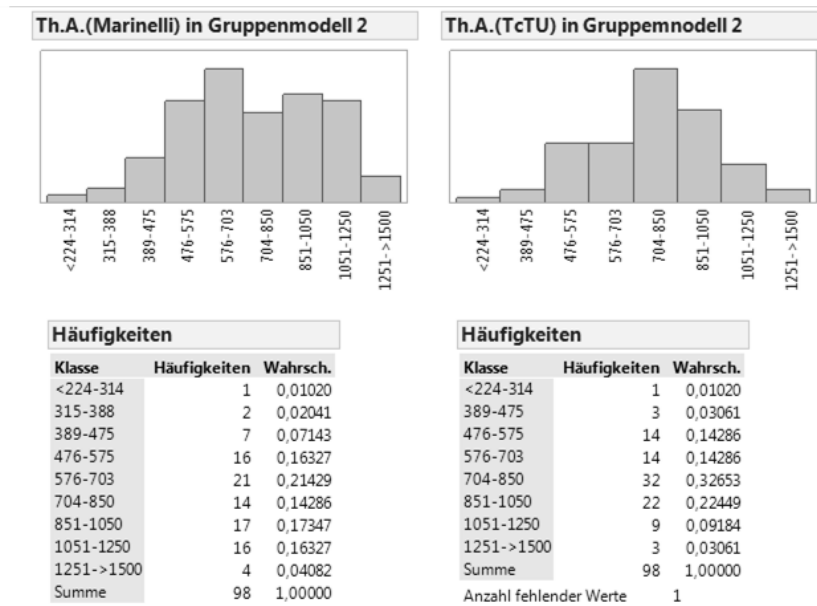 Th.A.(Marinelli) in Gruppenmodell 2
<224-314
315-388
389-475
476-575
576-703
704-850
851-1050
1051-1250
1251->1500
Häufigkeiten
Klasse Häufigkeiten Wahrsch.
<224-314 1 0,01020
315-388 2 0,02041
389-475 7 0,07143
476-575 16 0,16327
576-703 21 0,21429
704-850 14 0,14286
851-1050 17 0,17347
1051-1250 16 0,16327
1251->1500 4 0,04082
Summe 98 1,00000
Th.A.(TcTU) in Gruppemnodell 2
<224-314
389-475
476-575
576-703
704-850
851-1050
1051-1250
1251->1500
Häufigkeiten
Klasse Häufigkeiten Wahrsch.
<224-314 1 0,01020
389-475 3 0,03061
476-575 14 0,14286
576-703 14 0,14286
704-850 32 0,32653
851-1050 22 0,22449
1051-1250 9 0,09184
1251->1500 3 0,03061
Summe 98 1,00000
Anzahl fehlender Werte 1